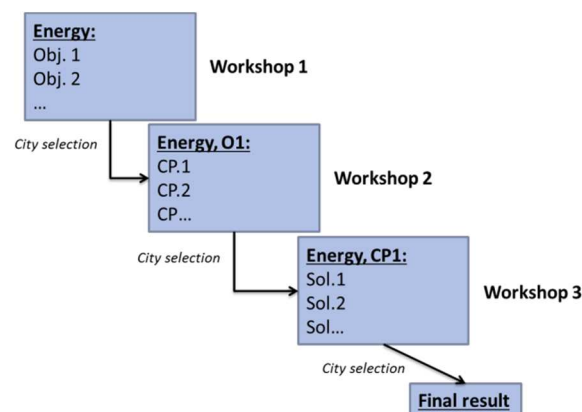 Energy:
Obj. 1
Obj. 2
...
Workshop 1
City selection
Energy, O1:
CP.1
CP.2
CP...
Workshop 2
City selection
Energy, CP1:
Sol.1
Sol.2
Sol...
Workshop 3
City selection
Final result